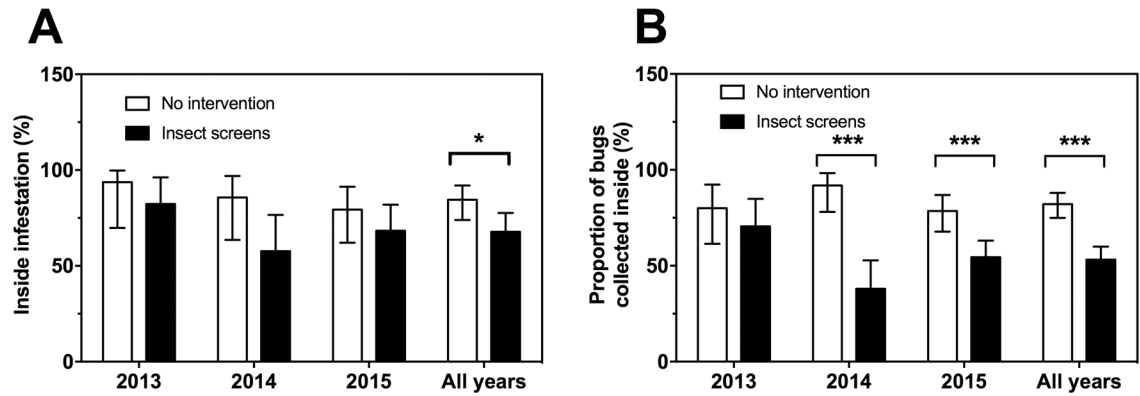 A
Inside infestation (%)
150
100
50
0
No intervention
Insect screens
*
2013 2014 2015 All years
B
Proportion of bugs
collected inside (%)
150
100
50
0
No intervention
Insect screens
*** *** ***
2013 2014 2015 All years